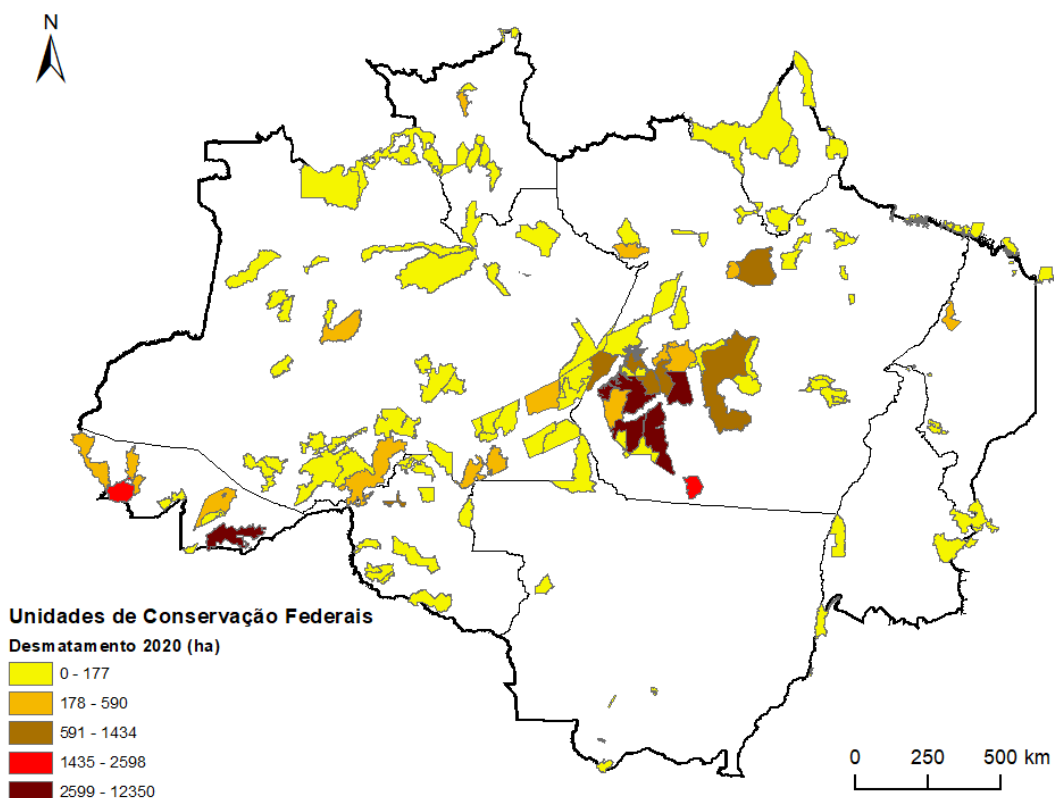 N
Unidades de Conservação Federais
Desmatamento 2020 (ha)
0 - 177
178 - 590
591 - 1434
1435 - 2598
2599 - 12350
0 250 500 km